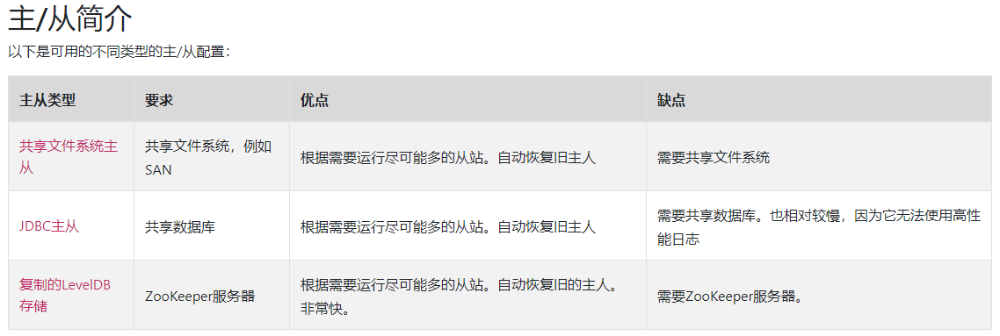 主/从简介
以下是可用的不同类型的主/从配置：
主从类型 要求 优点 缺点
共享文件系统主
从
共享文件系统，例如
SAN
根据需要运行尽可能多的从站。自动恢复旧主人
需要共享文件系统
JDBC主从
共享数据库
根据需要运行尽可能多的从站。自动恢复旧主人
需要共享数据库。也相对较慢，因为它无法使用高性
能日志
复制的LevelDB
存储
ZooKeeper服务器
根据需要运行尽可能多的从站。自动恢复旧的主人。
非常快。
需要ZooKeeper服务器。